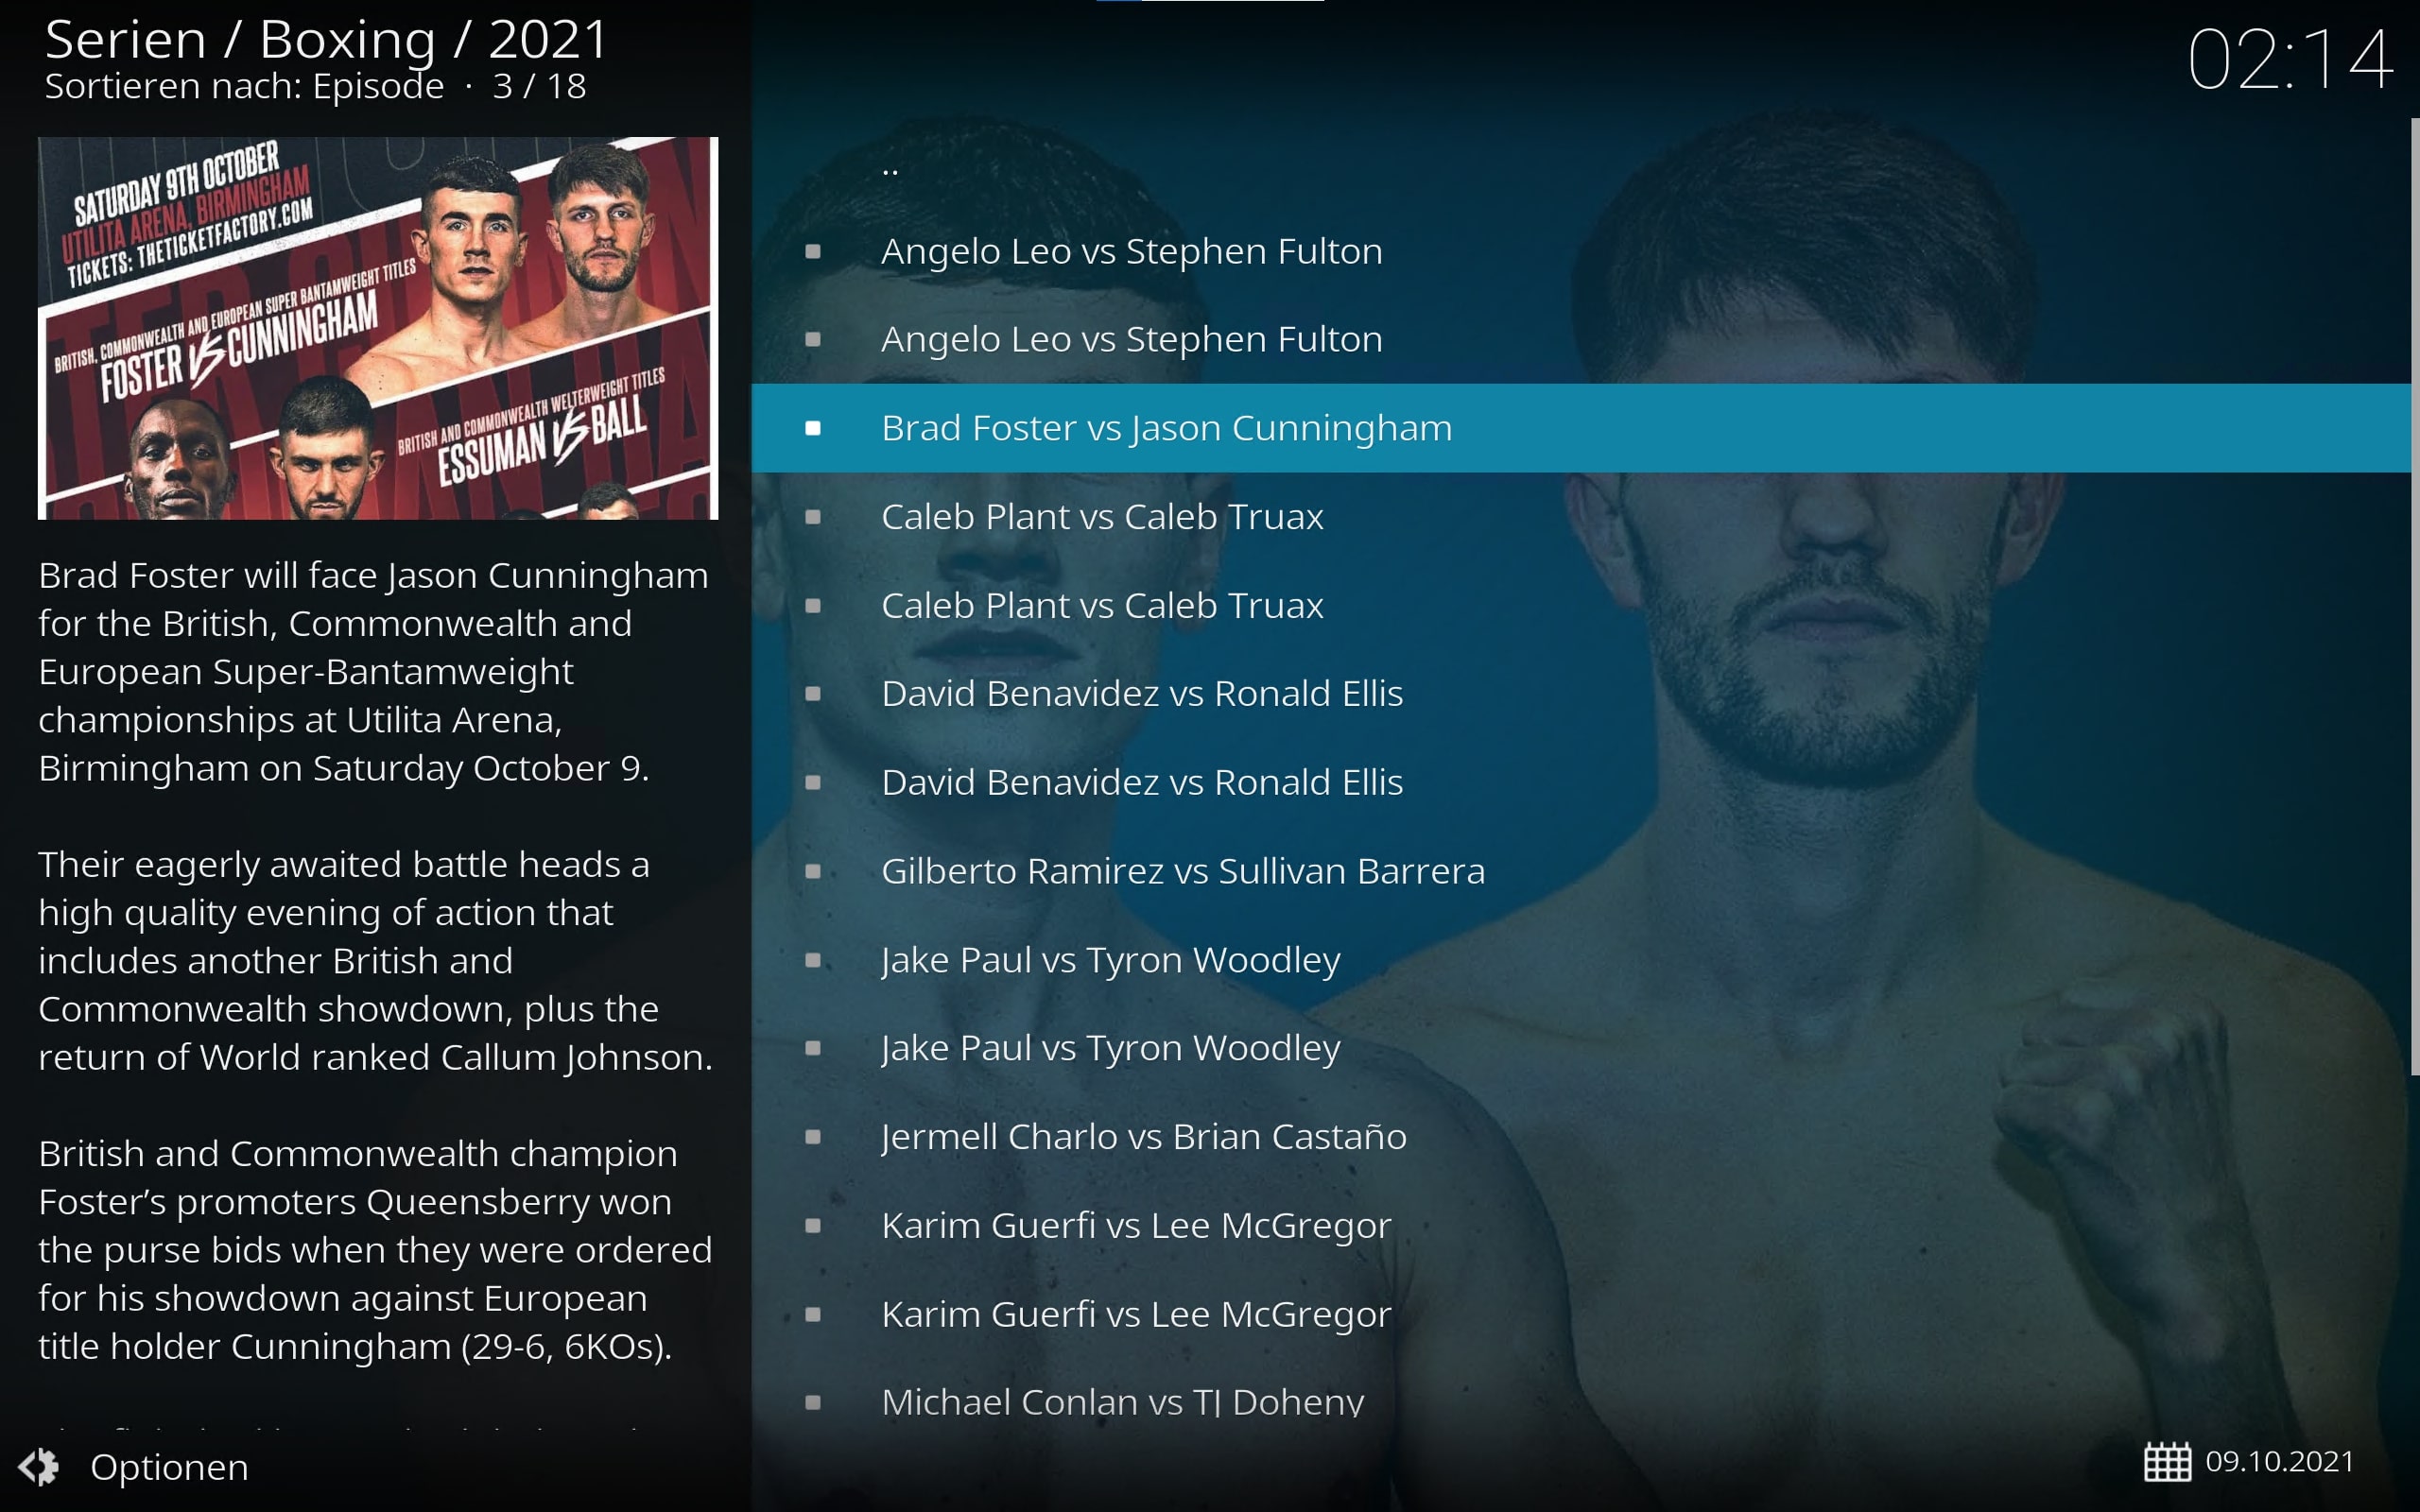 Serien / Boxing / 2021
Sortieren nach: Episode · 3 / 18
02:14
SATURDAY 9TH OCTOBER
UTILITA ARENA, BIRMINGHAM
TICKETS: THETICKETFACTORY.COM
BRITISH, COMMONWEALTH AND EUROPEAN SUPER BANTAMWEIGHT TITLES
FOSTER VS CUNNINGHAM
BRITISH AND COMMONWEALTH WELTERWEIGHT TITLES
ESSUMAN VS BALL
Brad Foster will face Jason Cunningham
for the British, Commonwealth and
European Super-Bantamweight
championships at Utilita Arena,
Birmingham on Saturday October 9.
Their eagerly awaited battle heads a
high quality evening of action that
includes another British and
Commonwealth showdown, plus the
return of World ranked Callum Johnson.
British and Commonwealth champion
Foster’s promoters Queensberry won
the purse bids when they were ordered
for his showdown against European
title holder Cunningham (29-6, 6KOs).
..
Angelo Leo vs Stephen Fulton
Angelo Leo vs Stephen Fulton
Brad Foster vs Jason Cunningham
Caleb Plant vs Caleb Truax
Caleb Plant vs Caleb Truax
David Benavidez vs Ronald Ellis
David Benavidez vs Ronald Ellis
Gilberto Ramirez vs Sullivan Barrera
Jake Paul vs Tyron Woodley
Jake Paul vs Tyron Woodley
Jermell Charlo vs Brian Castaño
Karim Guerfi vs Lee McGregor
Karim Guerfi vs Lee McGregor
Michael Conlan vs TJ Doheny
Optionen
09.10.2021